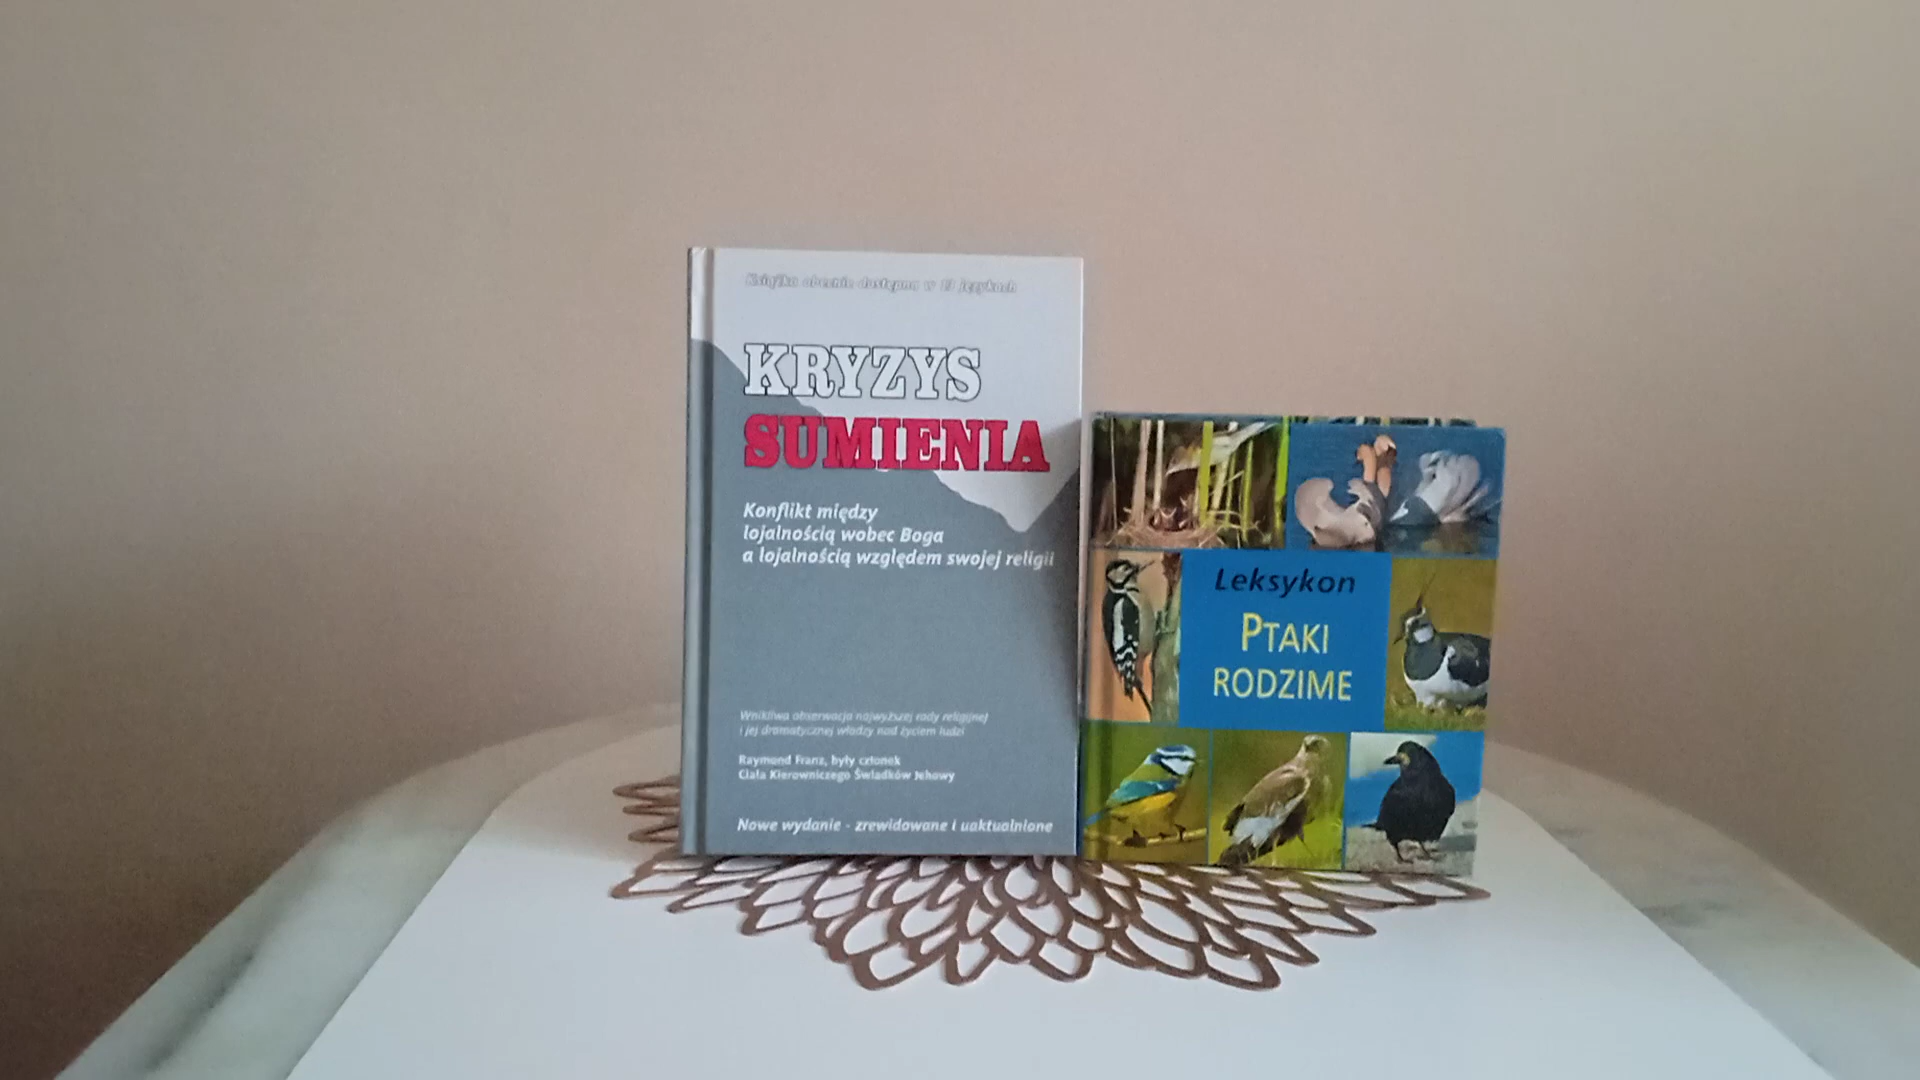 Książka obecnie dostępna w 13 językach
KRYZYS
SUMIENIA
Konflikt między
lojalnością wobec Boga
a lojalnością względem swojej religii
Wnikliwa obserwacja najwyższej rady religijnej
i jej dramatycznej władzy nad życiem ludzi
Raymond Franz, były członek
Ciała Kierowniczego Świadków Jehowy
Nowe wydanie - zrewidowane i uaktualnione
Leksykon
PTAKI
RODZIME